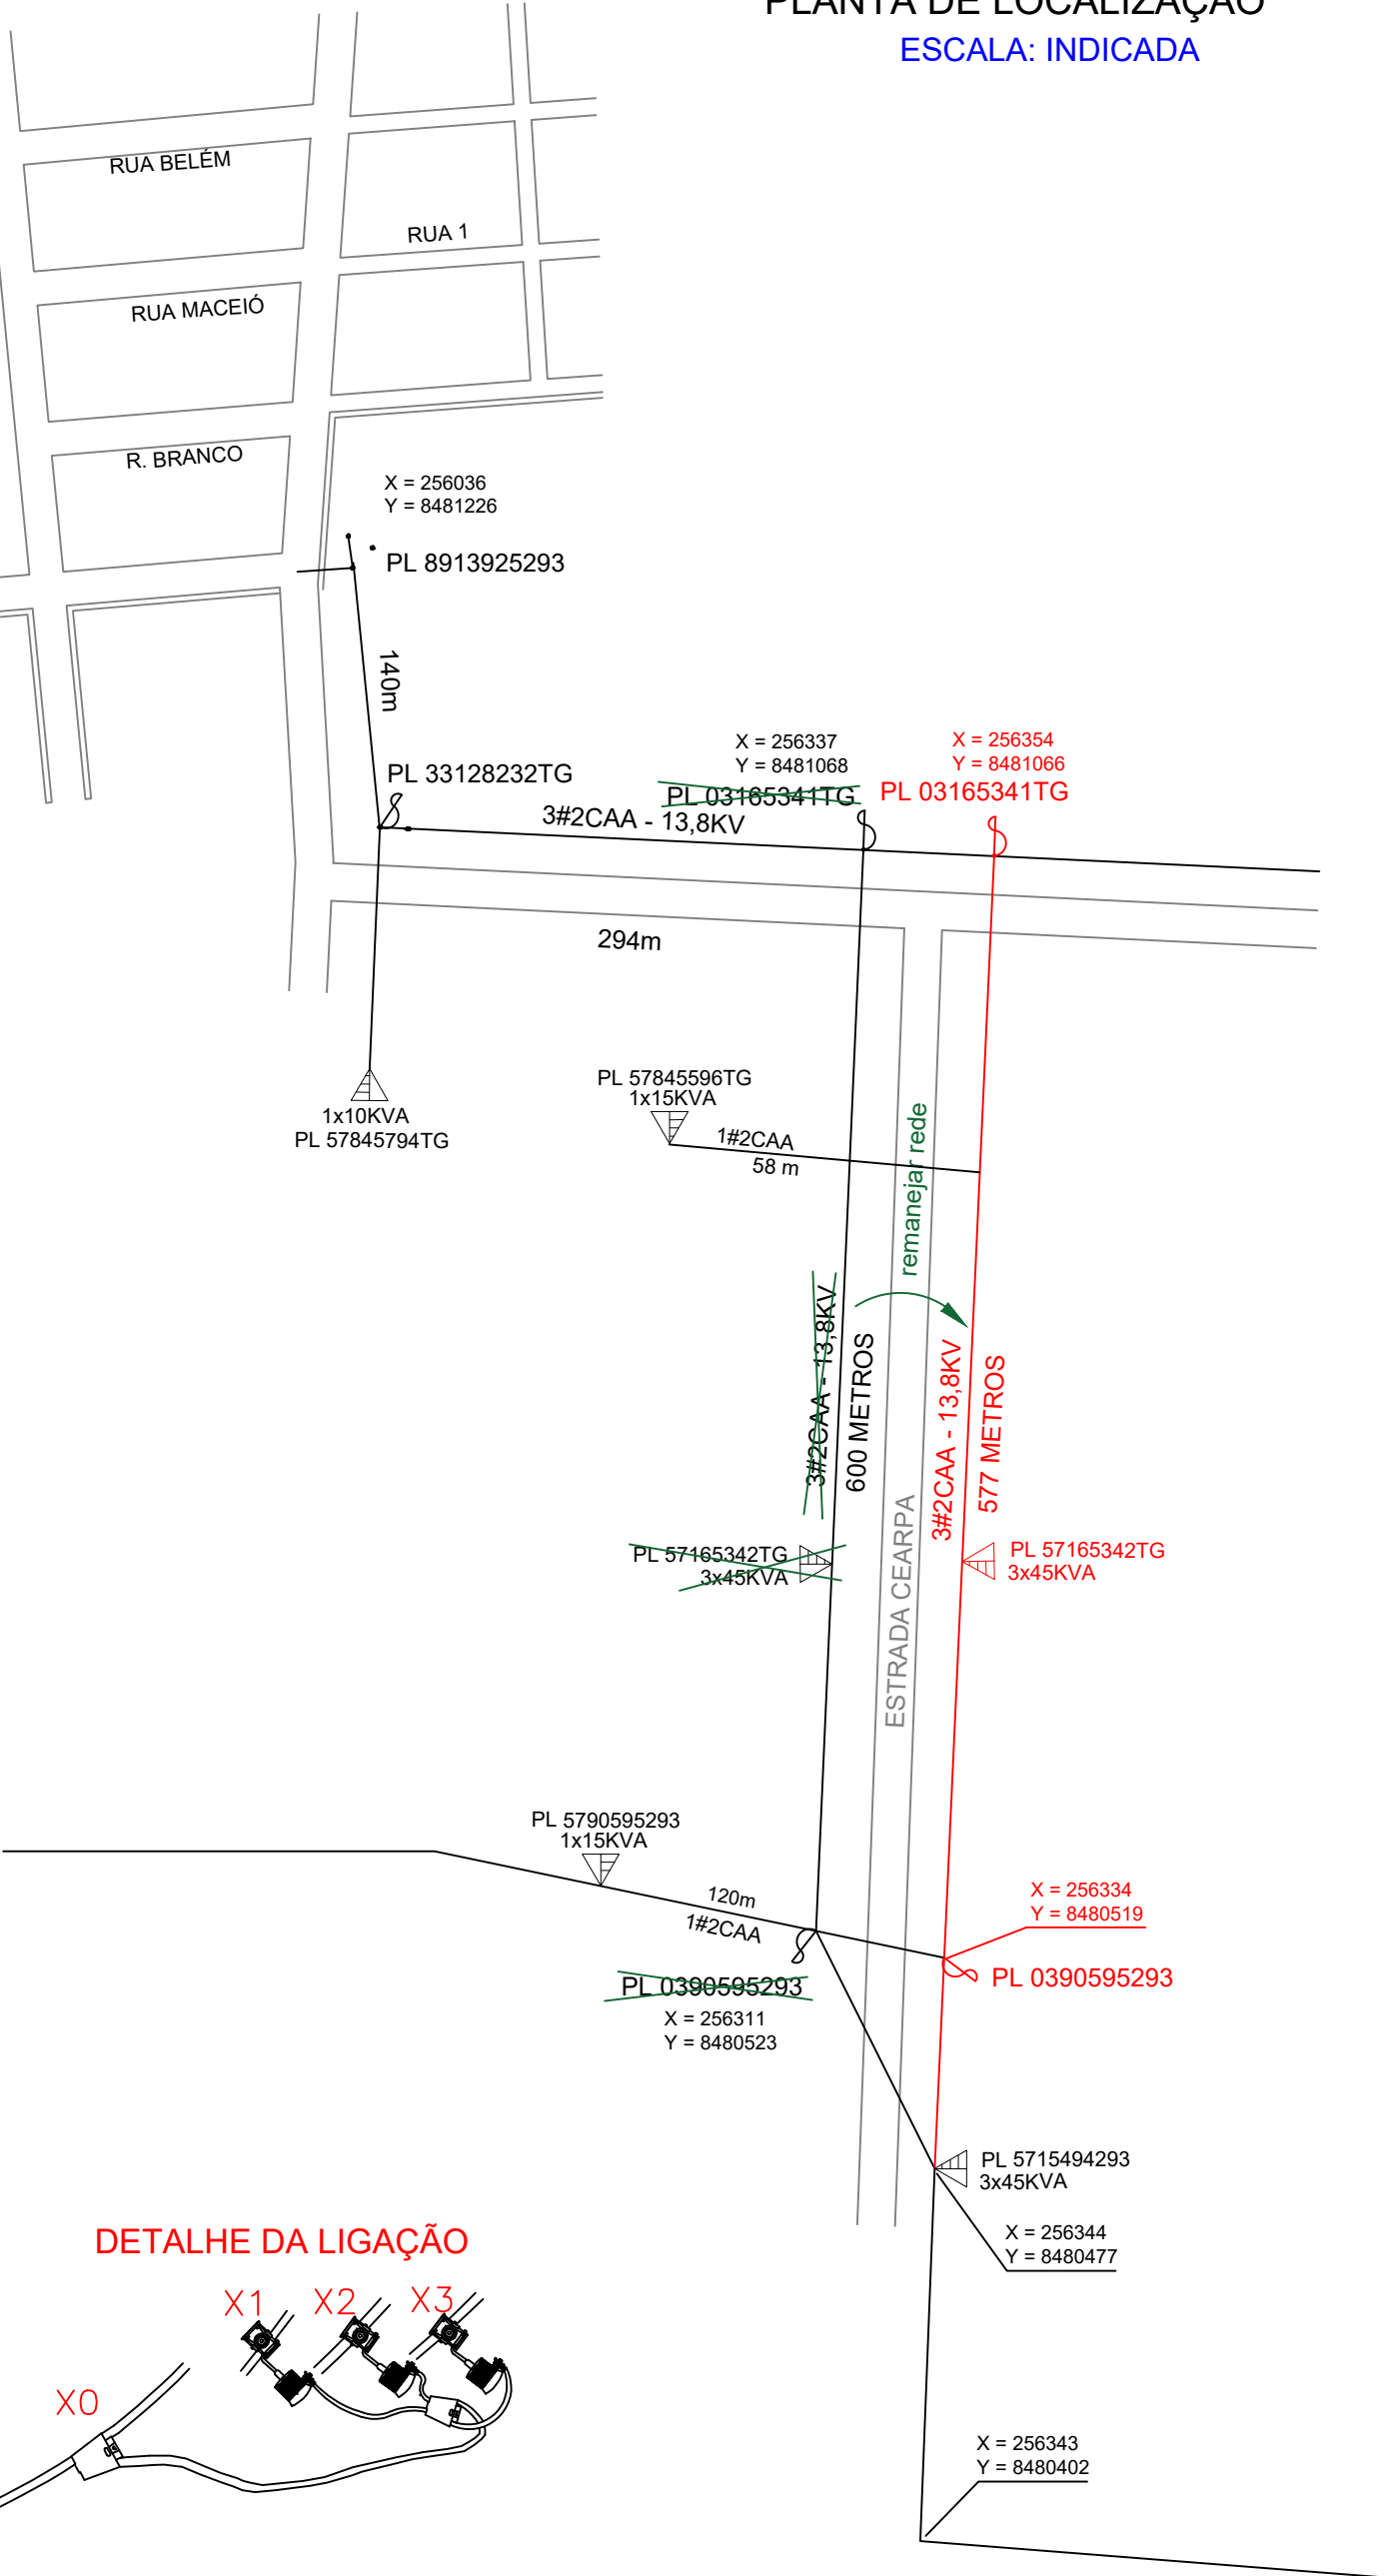 PLANTA DE LOCALIZAÇÃO
ESCALA: INDICADA
RUA BELÉM
RUA 1
RUA MACEIÓ
R. BRANCO
X = 256036
Y = 8481226
PL 8913925293
140m
PL 33128232TG
3#2CAA - 13,8KV
X = 256337
Y = 8481068
PL 03165341TG
X = 256354
Y = 8481066
PL 03165341TG
294m
1x10KVA
PL 57845794TG
PL 57845596TG
1x15KVA
1#2CAA
58 m
remanejar rede
3#2CAA - 13,8KV
600 METROS
3#2CAA - 13,8KV
577 METROS
PL 57165342TG
3x45KVA
PL 57165342TG
3x45KVA
ESTRADA CEARPA
PL 5790595293
1x15KVA
120m
1#2CAA
PL 0390595293
X = 256311
Y = 8480523
X = 256334
Y = 8480519
PL 0390595293
PL 5715494293
3x45KVA
X = 256344
Y = 8480477
DETALHE DA LIGAÇÃO
X1
X2
X3
X0
X = 256343
Y = 8480402